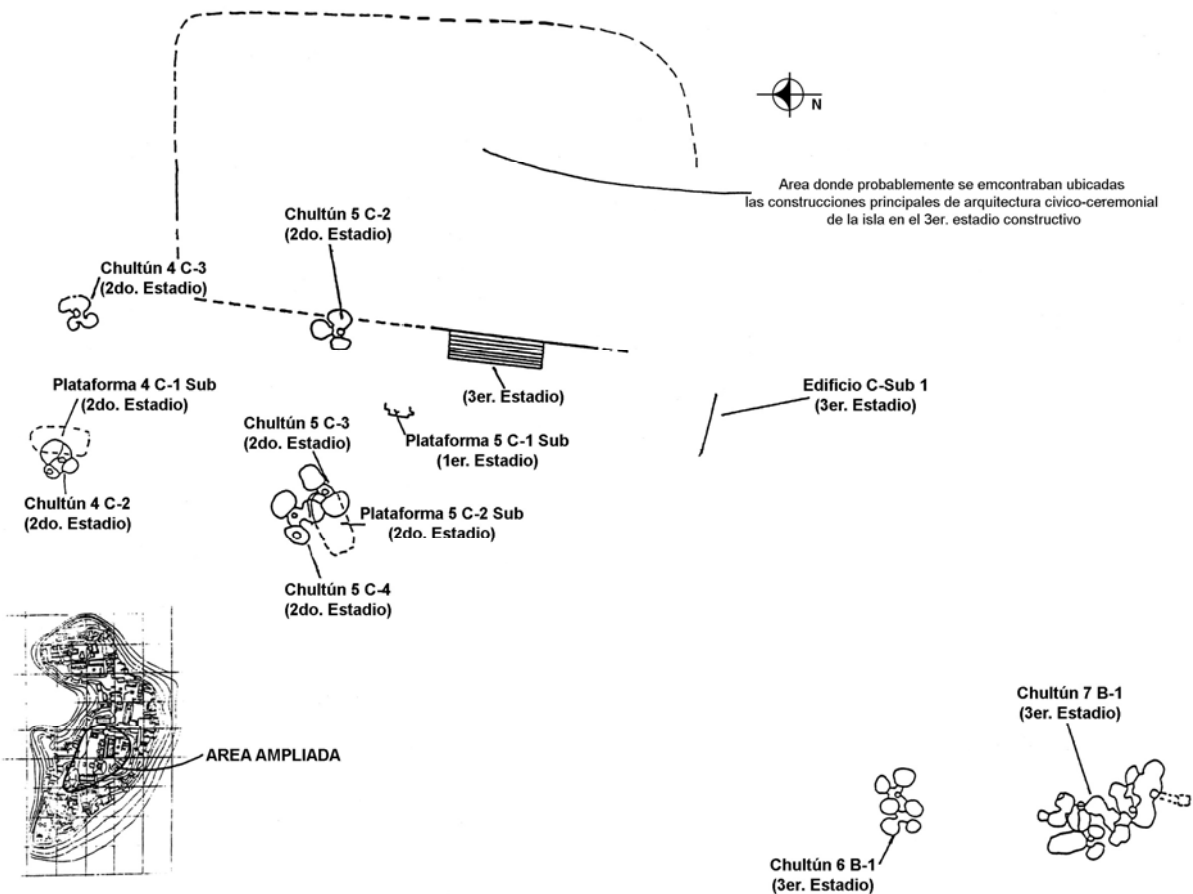 N
Area donde probablemente se emcontraban ubicadas
las construcciones principales de arquitectura civico-ceremonial
de la isla en el 3er. estadio constructivo
Chultún 5 C-2
(2do. Estadio)
Chultún 4 C-3
(2do. Estadio)
Plataforma 4 C-1 Sub
(2do. Estadio)
(3er. Estadio)
Edificio C-Sub 1
(3er. Estadio)
Chultún 5 C-3
(2do. Estadio)
Plataforma 5 C-1 Sub
(1er. Estadio)
Chultún 4 C-2
(2do. Estadio)
Plataforma 5 C-2 Sub
(2do. Estadio)
Chultún 5 C-4
(2do. Estadio)
AREA AMPLIADA
Chultún 7 B-1
(3er. Estadio)
Chultún 6 B-1
(3er. Estadio)